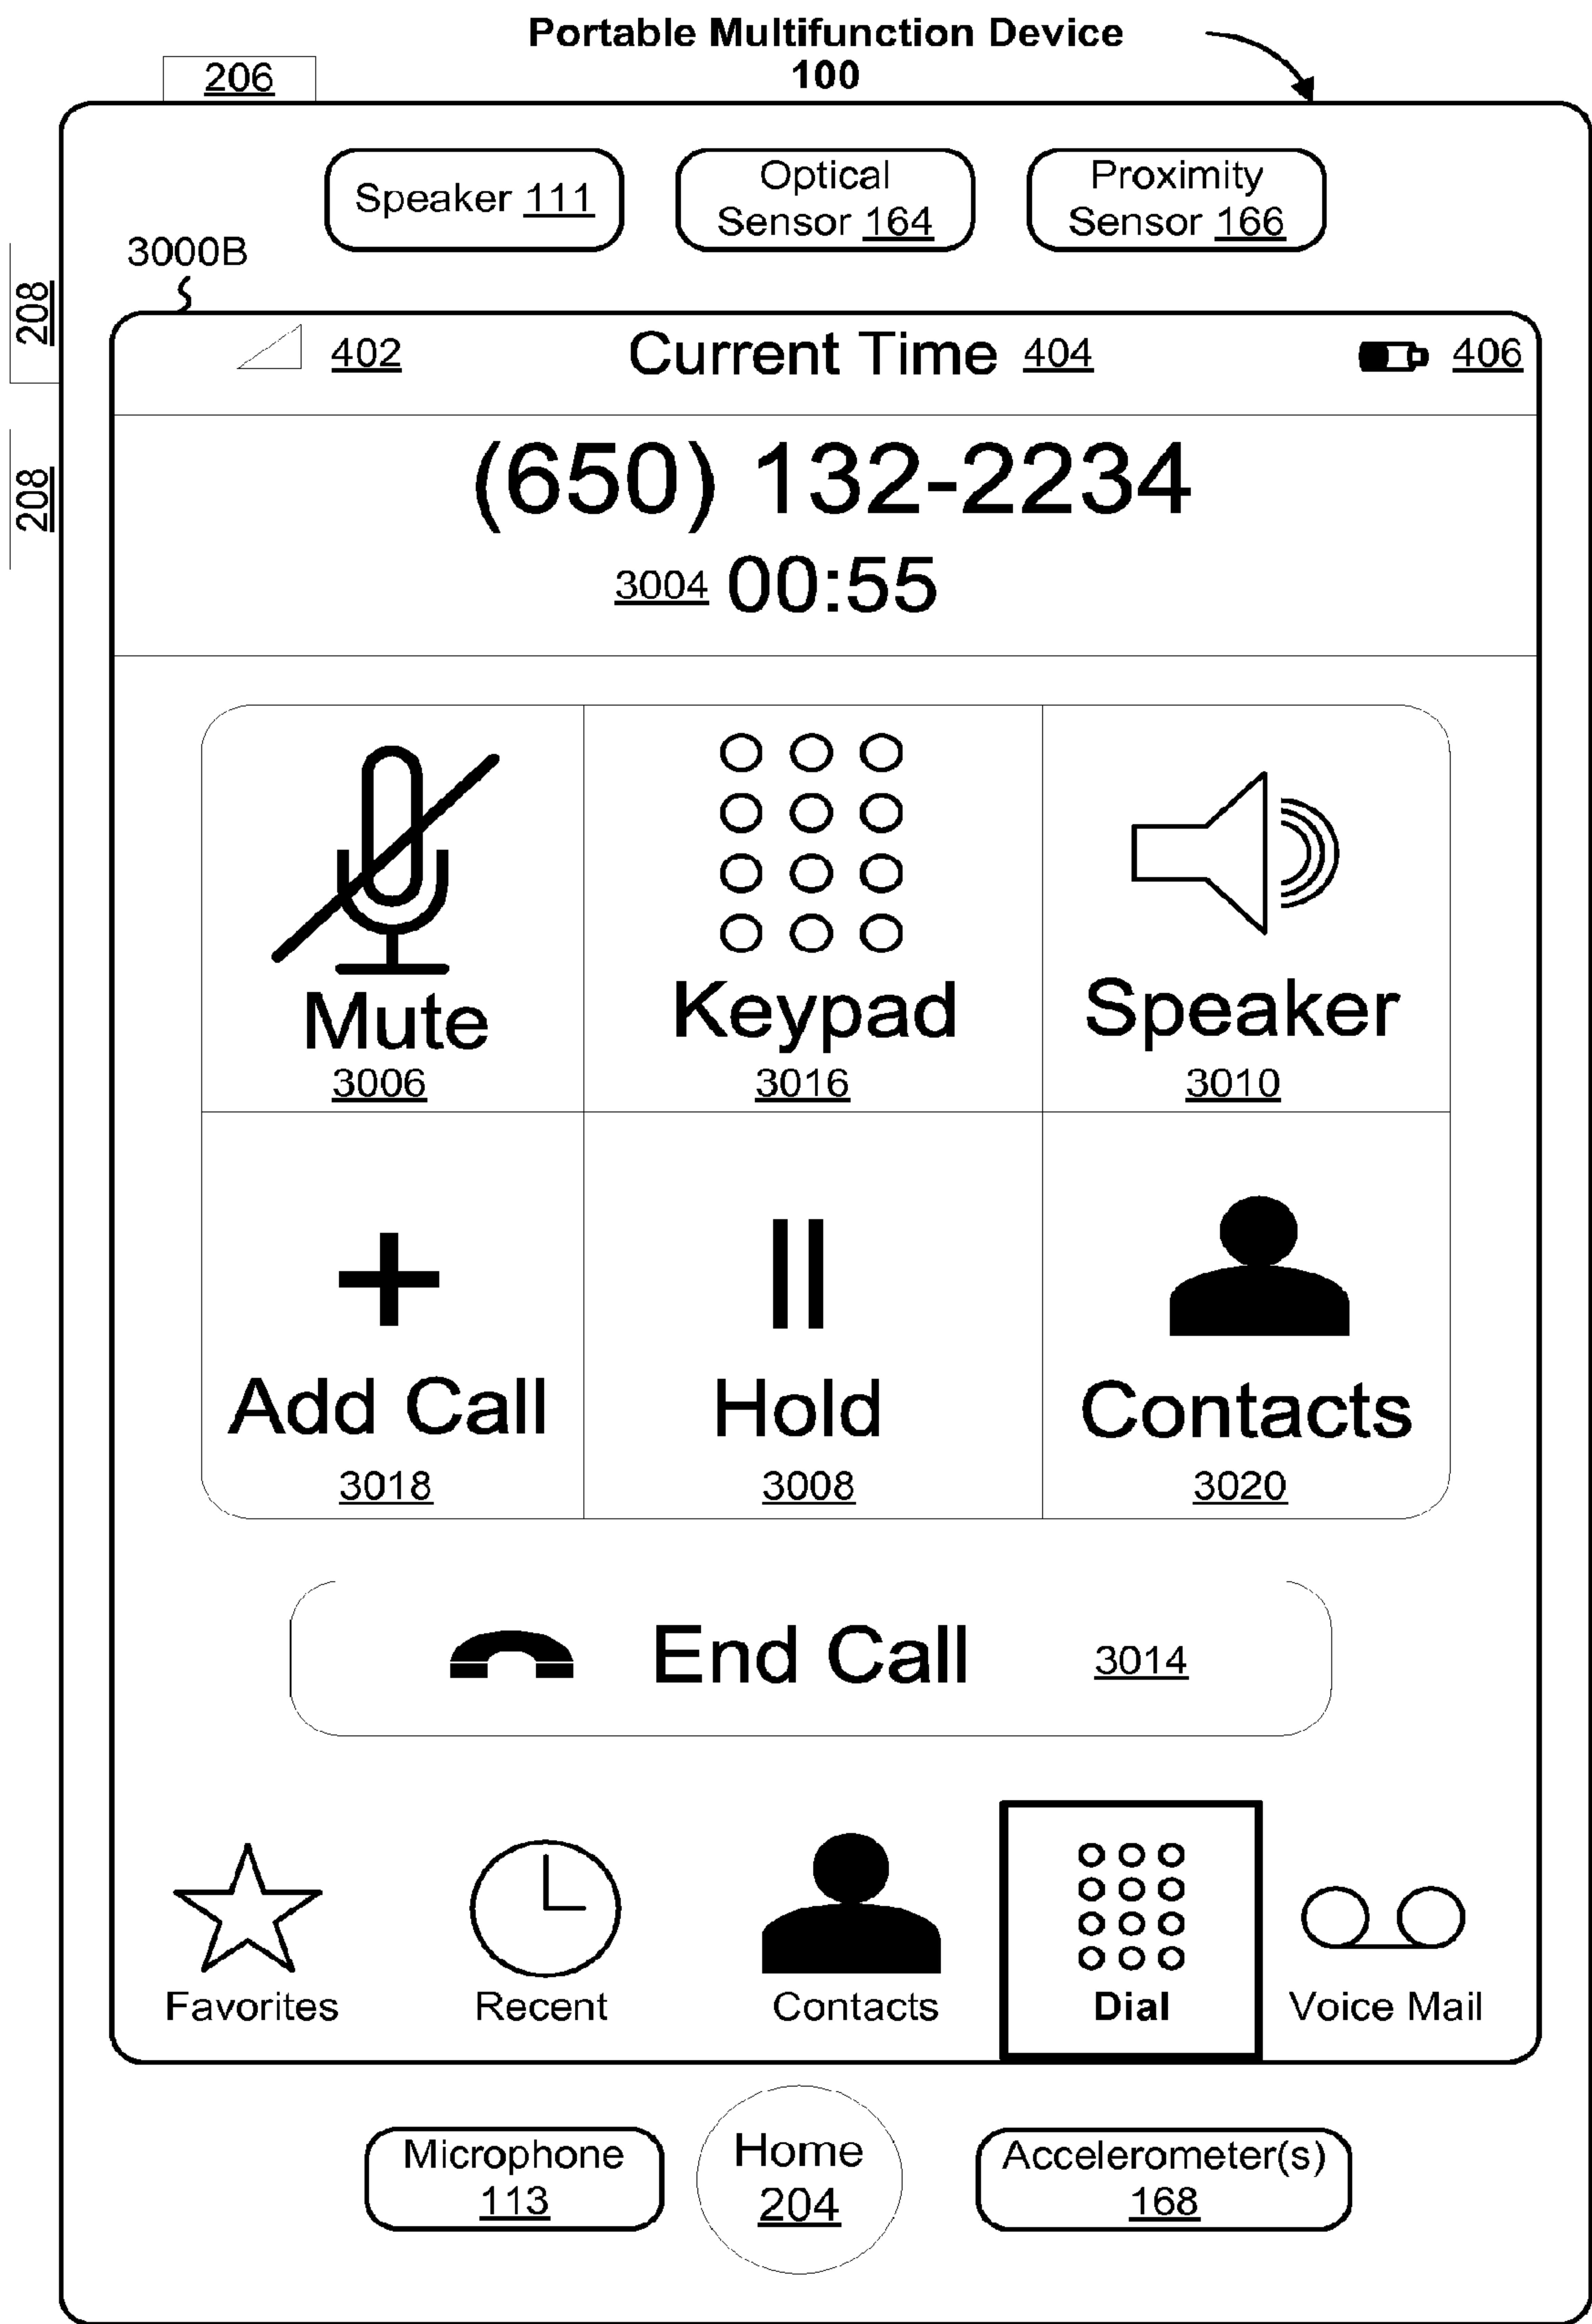 Portable Multifunction Device
100
206
Speaker 111
Optical
Sensor 164
Proximity
Sensor 166
3000B
208
208
402
Current Time 404
406
(650) 132-2234
3004 00:55
Mute
3006
Keypad
3016
Speaker
3010
Add Call
3018
Hold
3008
Contacts
3020
End Call 3014
Favorites
Recent
Contacts
Dial
Voice Mail
Microphone
113
Home
204
Accelerometer(s)
168